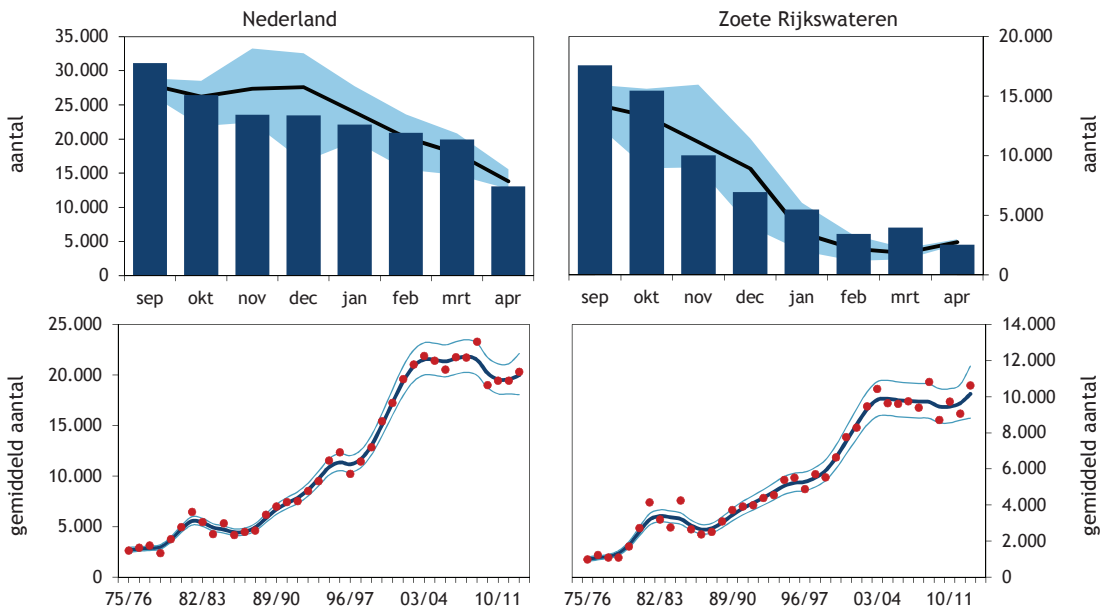 Nederland
Zoete Rijkswateren
35.000
30.000
25.000
20.000
15.000
10.000
5.000
0
aantal
sep okt nov dec jan feb mrt apr
20.000
15.000
10.000
5.000
0
aantal
sep okt nov dec jan feb mrt apr
25.000
20.000
15.000
10.000
5.000
0
gemiddeld aantal
75/76 82/83 89/90 96/97 03/04 10/11
14.000
12.000
10.000
8.000
6.000
4.000
2.000
0
gemiddeld aantal
75/76 82/83 89/90 96/97 03/04 10/11